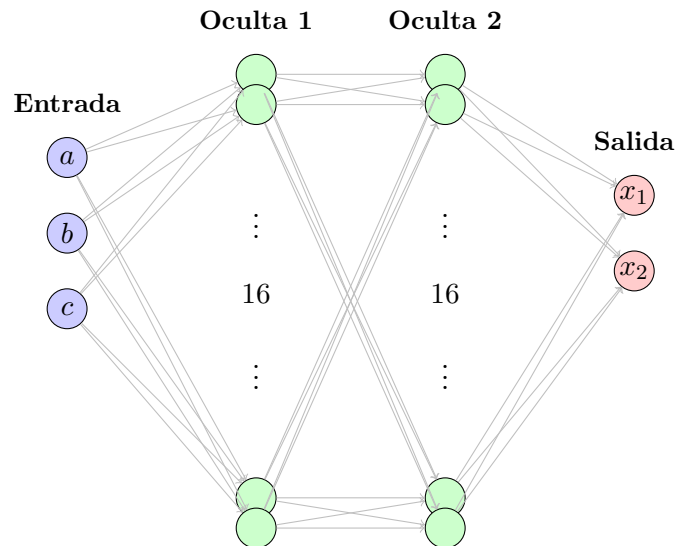 Oculta 1
Oculta 2
Entrada
a
b
c
⋮
16
⋮
⋮
16
⋮
Salida
x₁
x₂